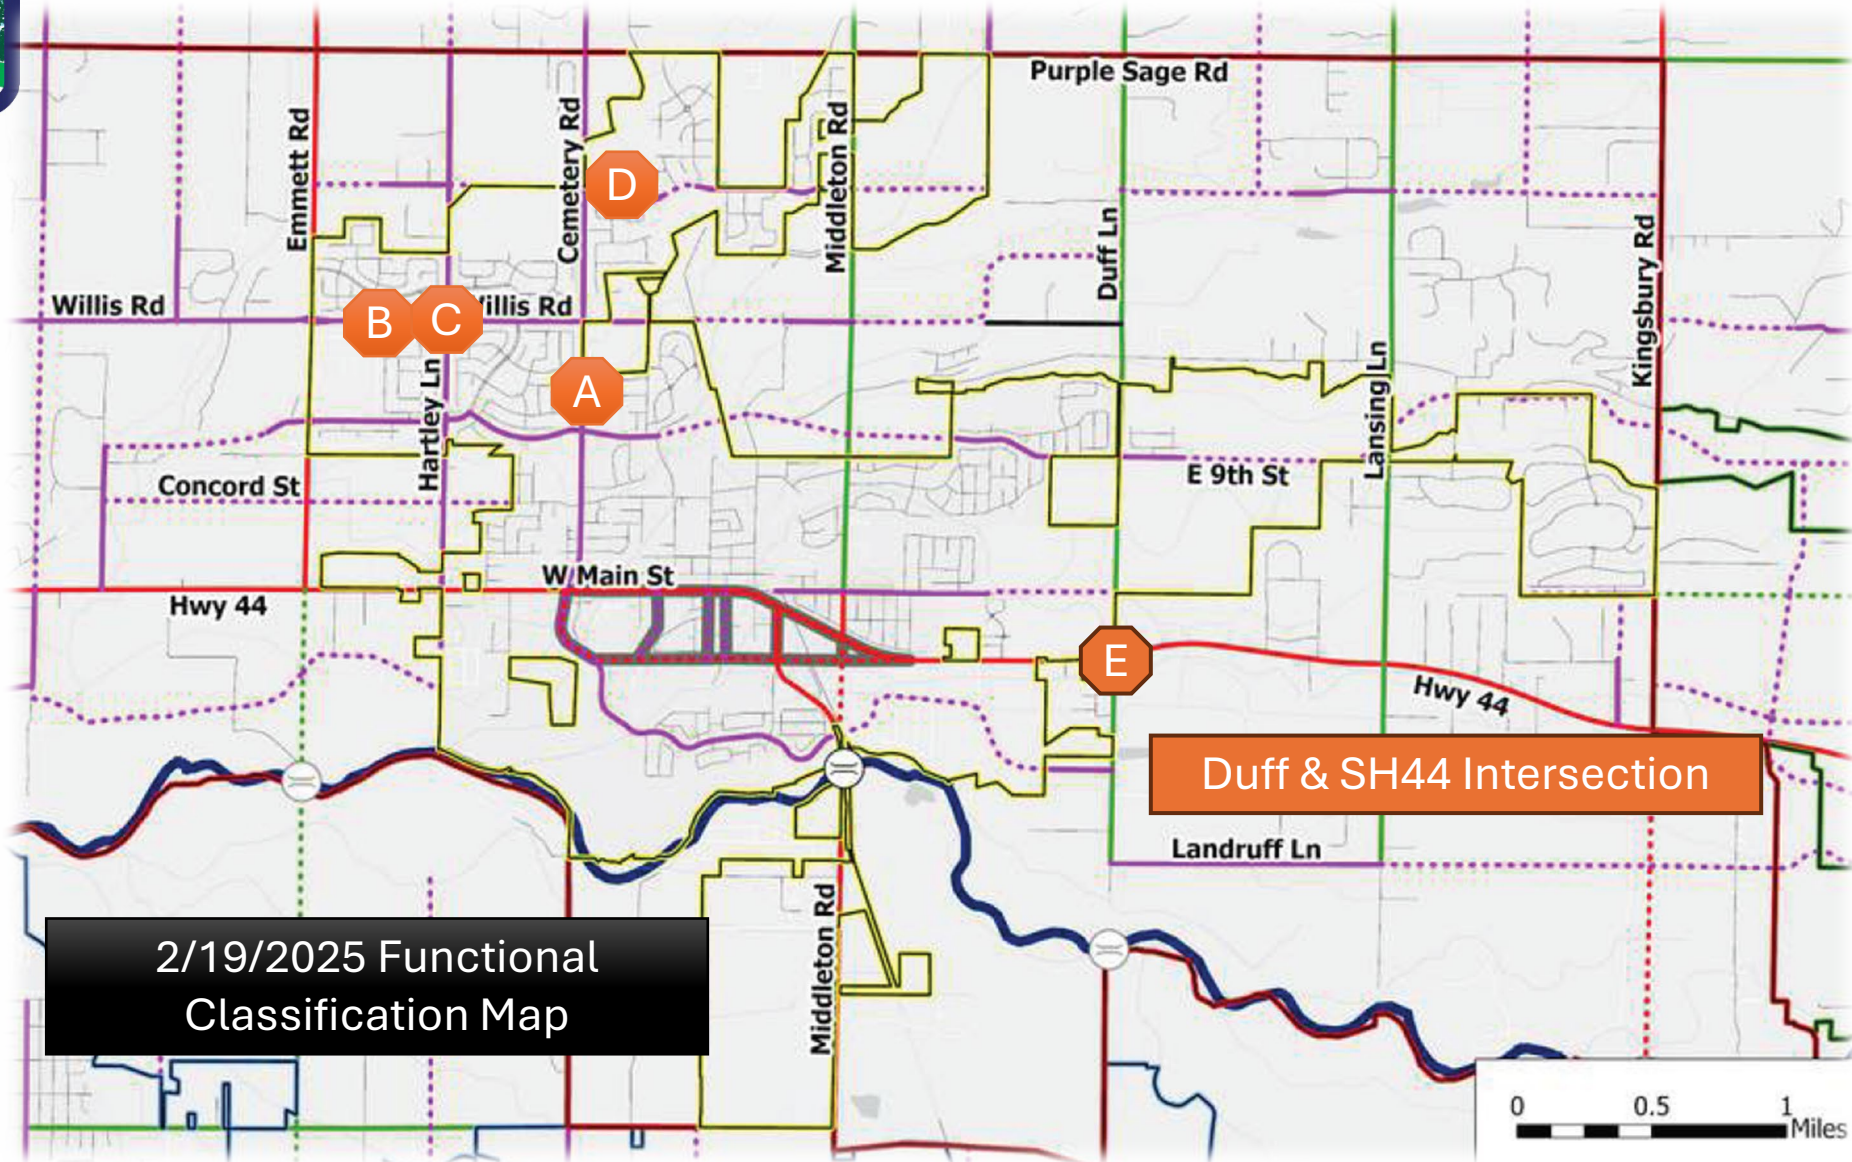 Purple Sage Rd
Emmett Rd
Cemetery Rd
Middleton Rd
D
Duff Ln
Kingsbury Rd
Willis Rd
B
C
illis Rd
Hartley Ln
A
Lansing Ln
Concord St
E 9th St
W Main St
Hwy 44
E
Hwy 44
Duff & SH44 Intersection
Landruff Ln
Middleton Rd
2/19/2025 Functional
Classification Map
0 0.5 1
Miles